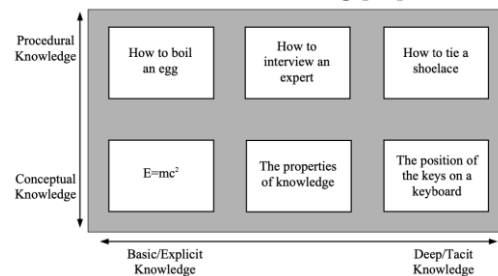 Procedural
Knowledge
How to boil
an egg
How to
interview an
expert
How to tie a
shoelace
Conceptual
Knowledge
E=mc²
The properties
of knowledge
The position of
the keys on a
keyboard
Basic/Explicit
Knowledge
Deep/Tacit
Knowledge